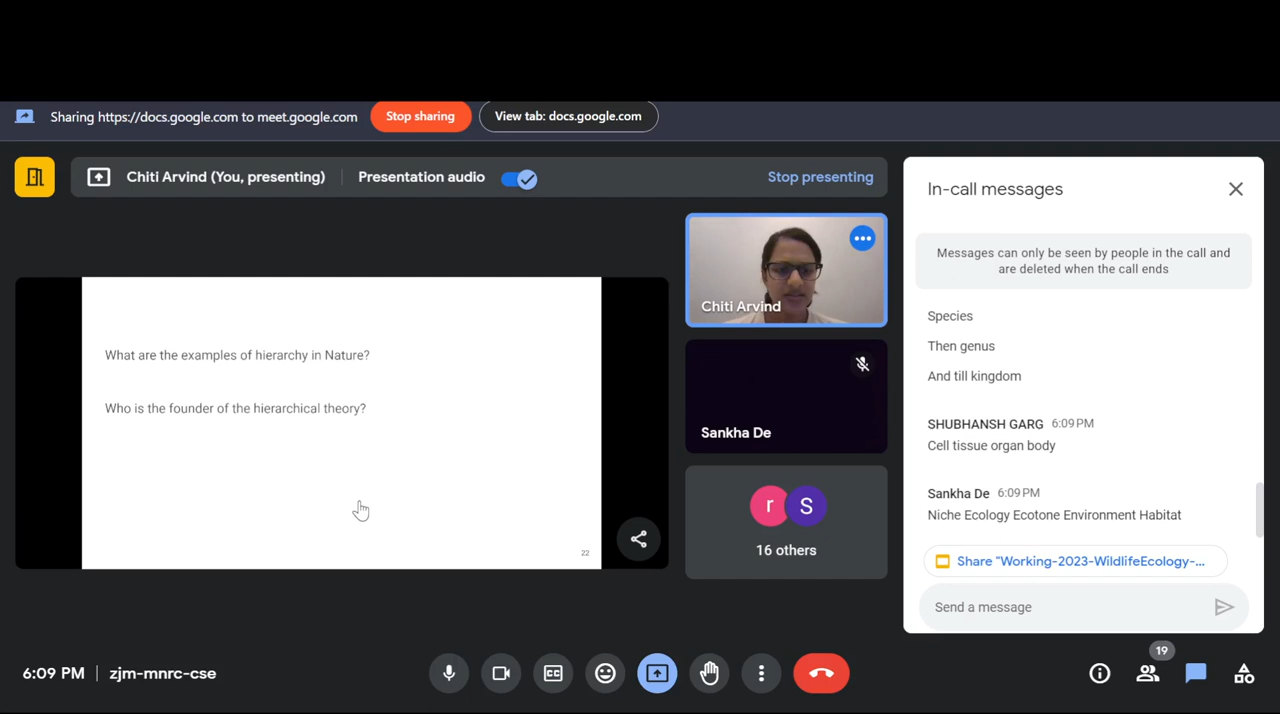 Sharing https://docs.google.com to meet.google.com
Stop sharing
View tab: docs.google.com
Chiti Arvind (You, presenting)
Presentation audio
Stop presenting
What are the examples of hierarchy in Nature?
Who is the founder of the hierarchical theory?
22
Chiti Arvind
Sankha De
r
S
16 others
In-call messages
Messages can only be seen by people in the call and
are deleted when the call ends
Species
Then genus
And till kingdom
SHUBHANSH GARG 6:09 PM
Cell tissue organ body
Sankha De 6:09 PM
Niche Ecology Ecotone Environment Habitat
Share "Working-2023-WildlifeEcology-...
Send a message
6:09 PM | zjm-mnrc-cse
CC
19